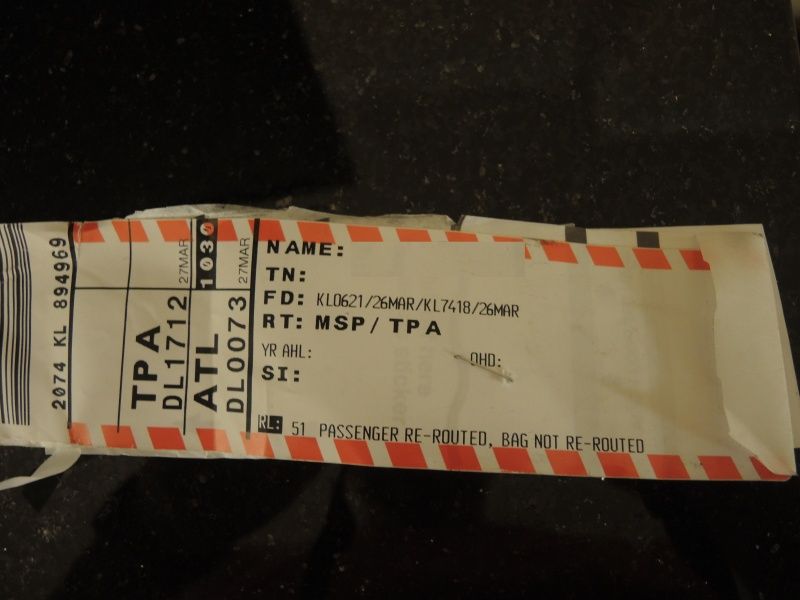 2074 KL 894969
TPA
DL1712 27MAR
ATL 1030
DL0073 27MAR
NAME:
TN:
FD: KL0621/26MAR/KL7418/26MAR
RT: MSP/ TPA
YR AHL: OHD:
SI:
RL: 51 PASSENGER RE-ROUTED, BAG NOT RE-ROUTED